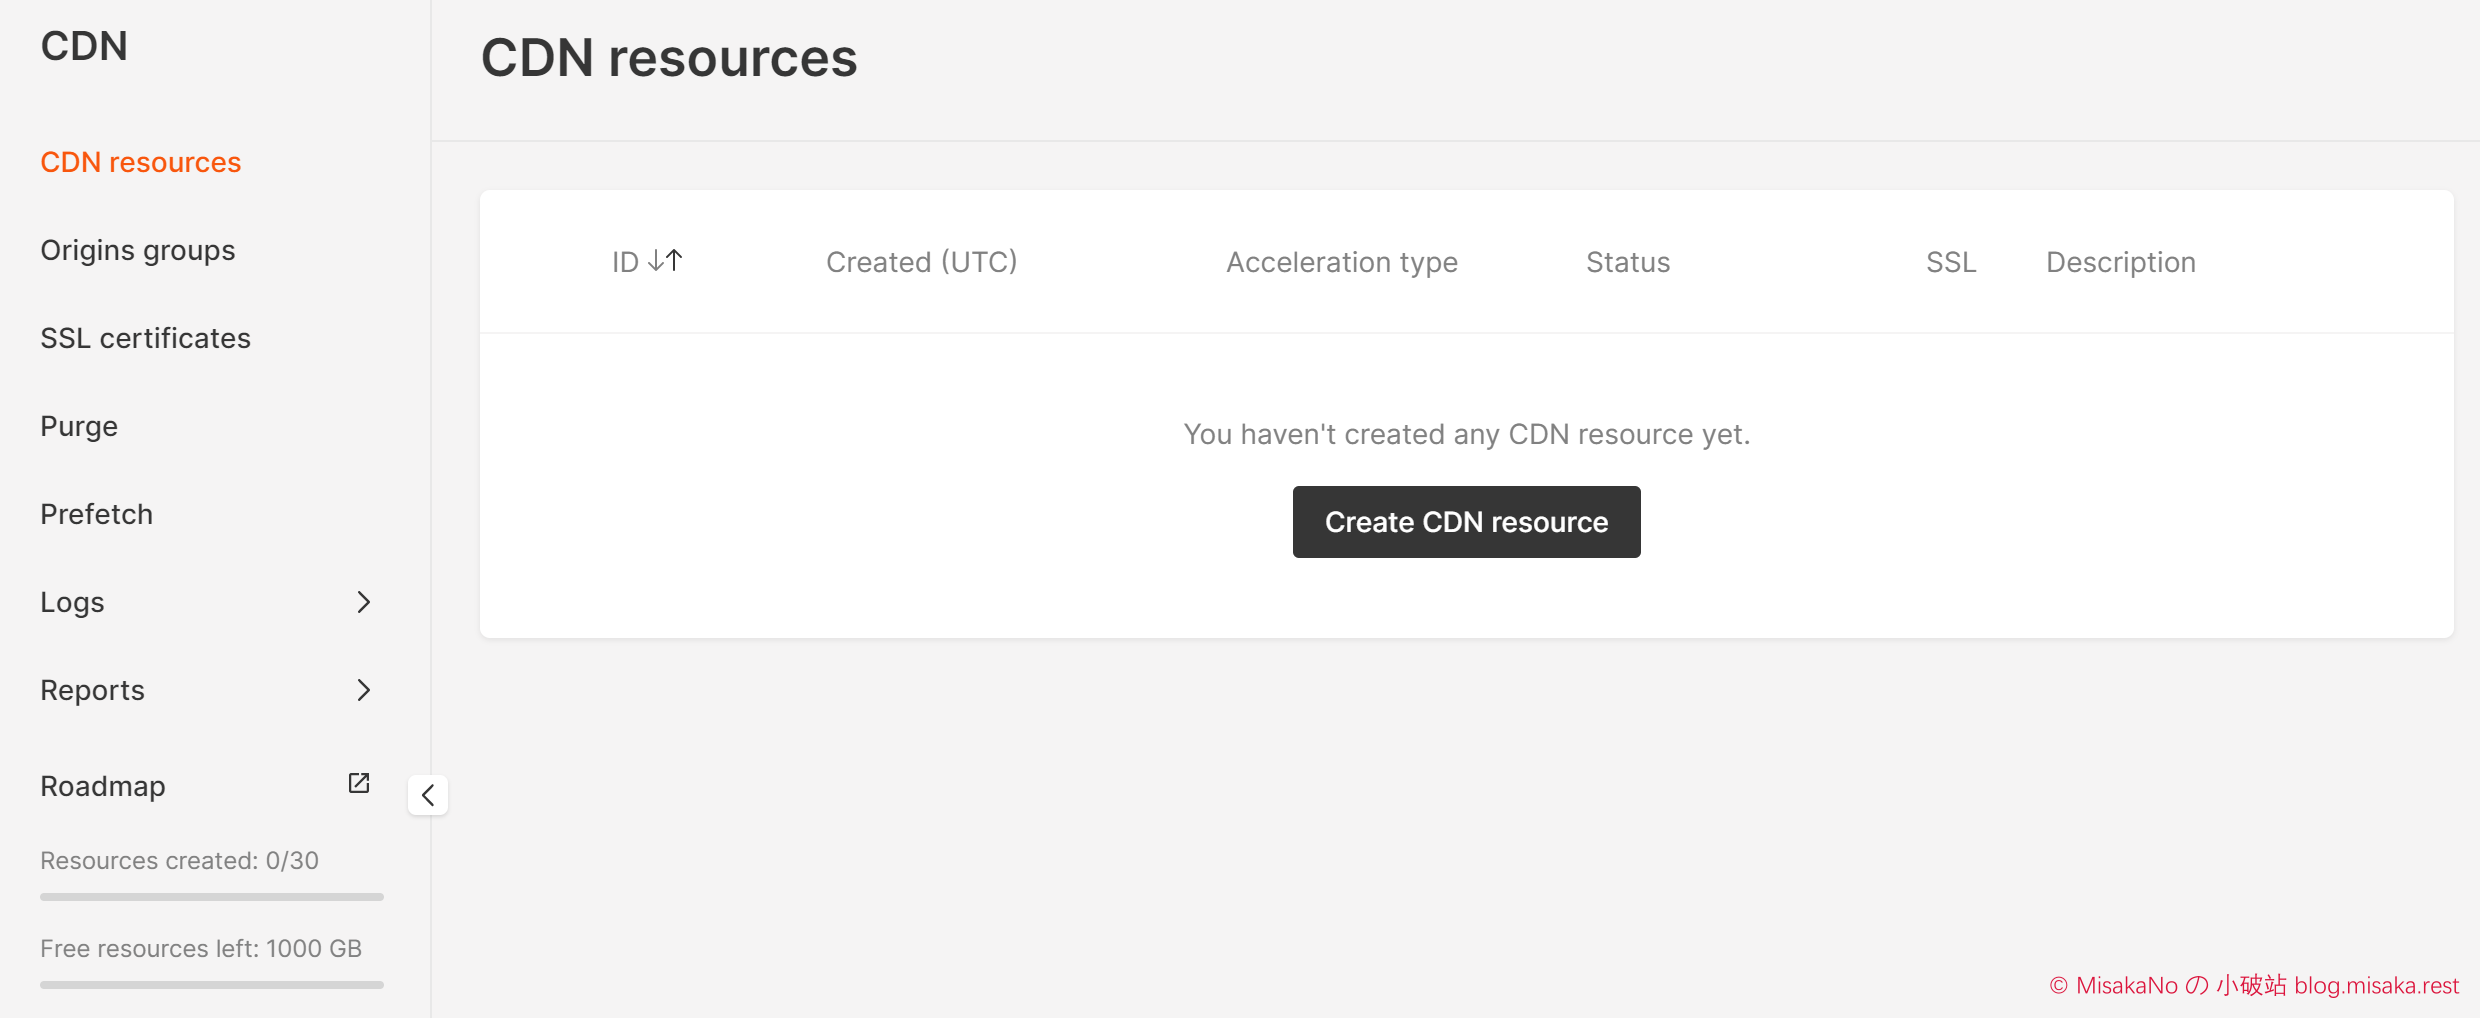 CDN
CDN resources
Origins groups
SSL certificates
Purge
Prefetch
Logs
Reports
Roadmap
Resources created: 0/30
Free resources left: 1000 GB
CDN resources
ID Created (UTC) Acceleration type Status SSL Description
You haven't created any CDN resource yet.
Create CDN resource
© MisakaNo の 小破站 blog.misaka.rest